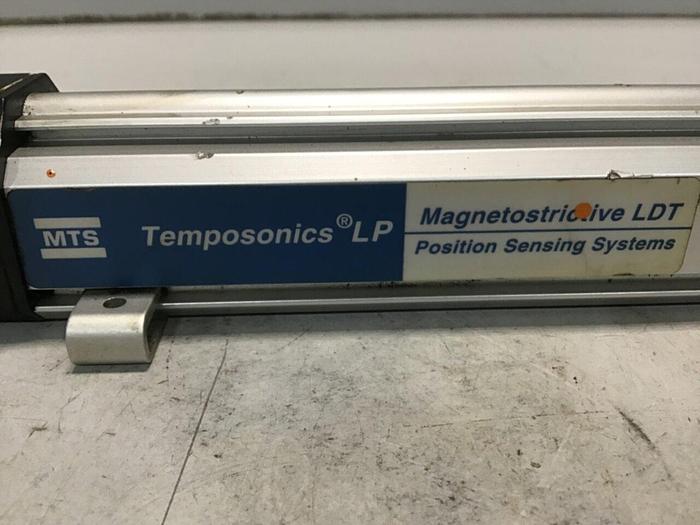 MTS
Temposonics® LP
Magnetostrictive LDT
Position Sensing Systems